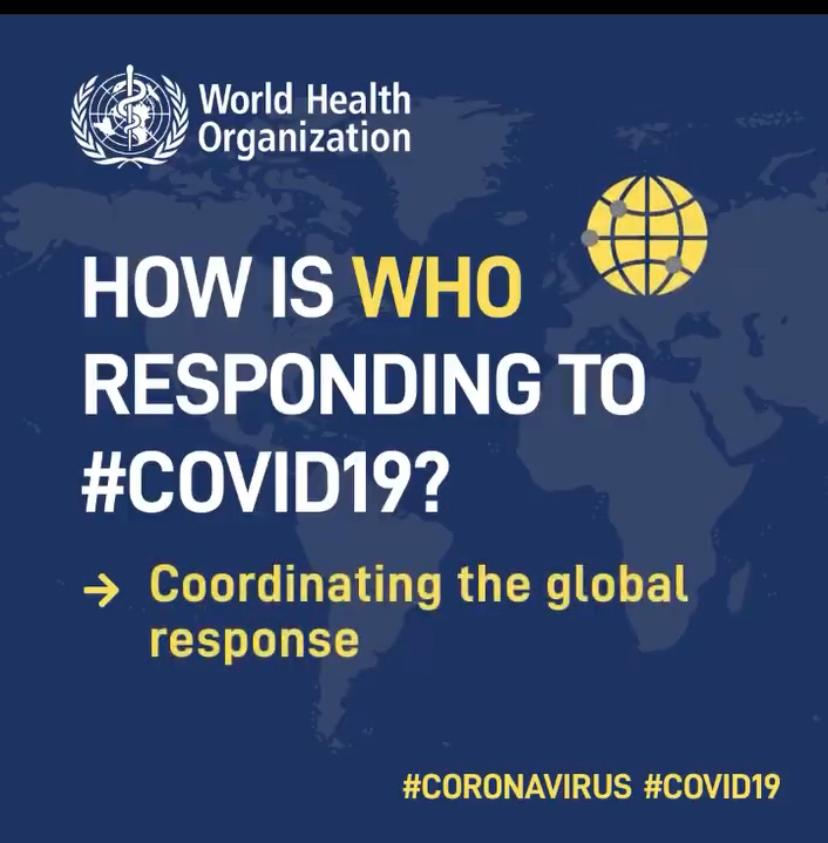 World Health
Organization
HOW IS WHO
RESPONDING TO
#COVID19?
→ Coordinating the global
response
#CORONAVIRUS #COVID19